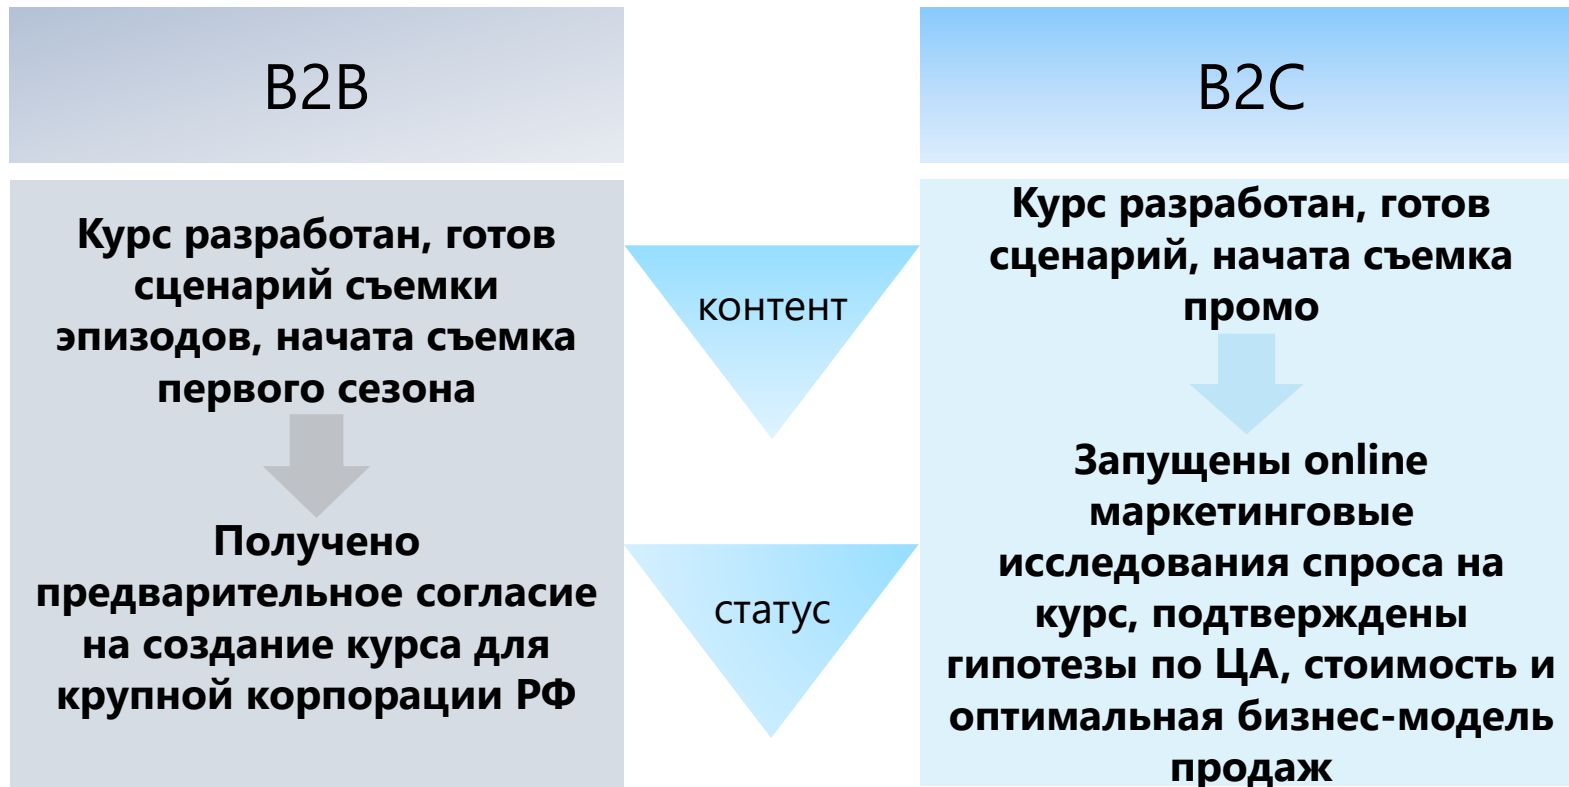 B2B
Курс разработан, готов
сценарий съемки
эпизодов, начата съемка
первого сезона
Получено
предварительное согласие
на создание курса для
крупной корпорации РФ
контент
статус
B2C
Курс разработан, готов
сценарий, начата съемка
промо
Запущены online
маркетинговые
исследования спроса на
курс, подтверждены
гипотезы по ЦА, стоимость и
оптимальная бизнес-модель
продаж